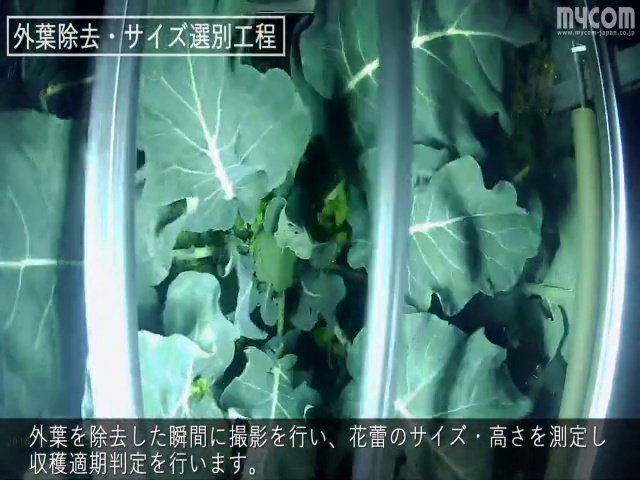 外葉除去・サイズ選別工程
mycom
www.mycom-japan.co.jp
外葉を除去した瞬間に撮影を行い、花蕾のサイズ・高さを測定し
収穫適期判定を行います。